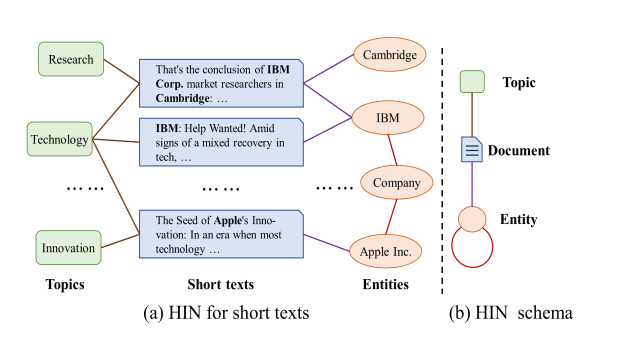 Research
Technology
... ...
Innovation
Topics
That's the conclusion of IBM
Corp. market researchers in
Cambridge: ...
IBM: Help Wanted! Amid
signs of a mixed recovery in
tech, ...
... ...
The Seed of Apple's Inno-
vation: In an era when most
technology ...
Short texts
Cambridge
IBM
... ...
Company
Apple Inc.
Entities
(a) HIN for short texts
Topic
Document
Entity
(b) HIN schema